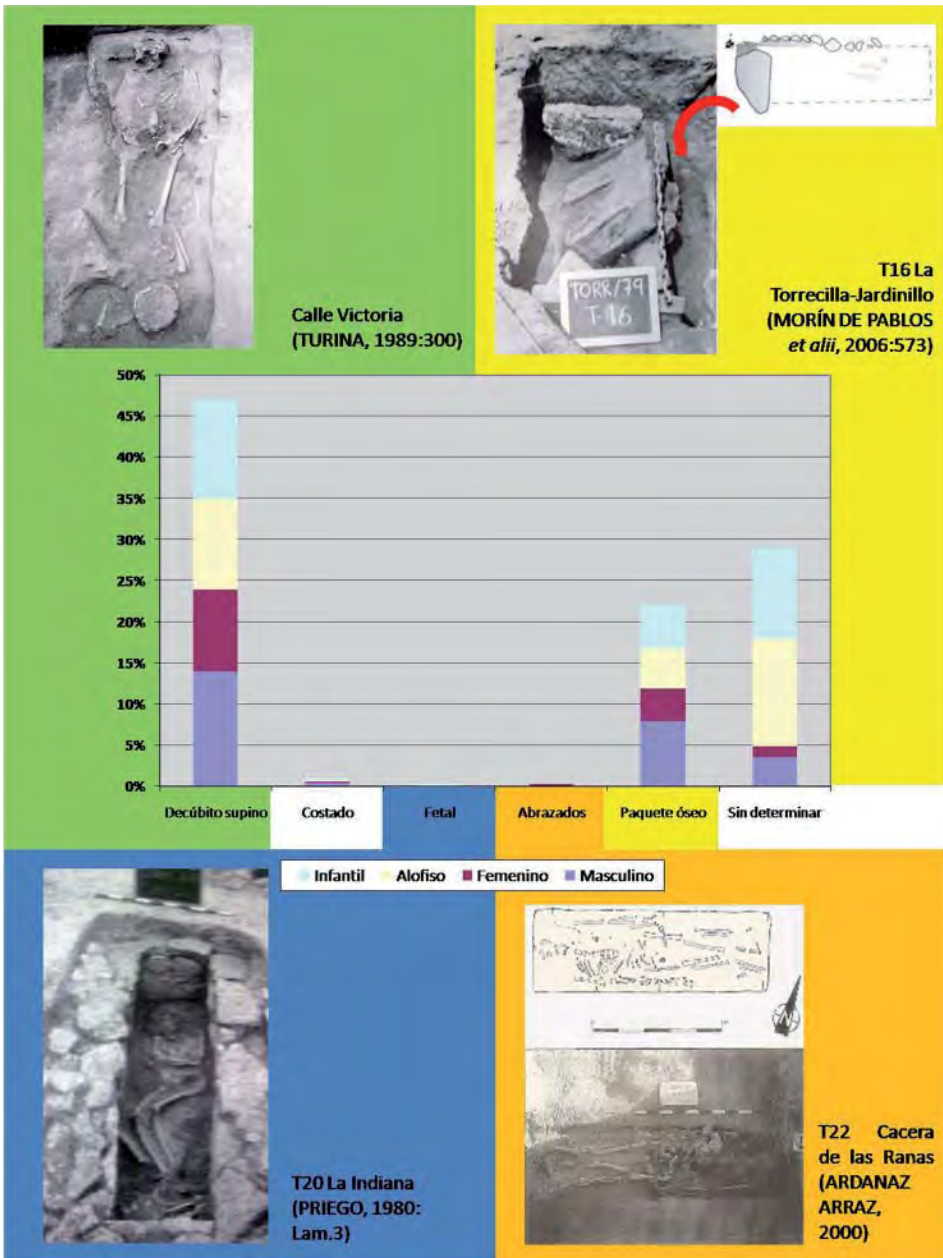 TORR/79
T-16
Calle Victoria
(TURINA, 1989:300)
T16 La
Torrecilla-Jardinillo
(MORÍN DE PABLOS
et alii, 2006:573)
50%
45%
40%
35%
30%
25%
20%
15%
10%
5%
0%
Decúbito supino Costado Fetal Abrazados Paquete óseo Sin determinar
Infantil Alofiso Femenino Masculino
T20 La Indiana
(PRIEGO, 1980:
Lam.3)
T22 Cacera
de las Ranas
(ARDANAZ
ARRAZ,
2000)